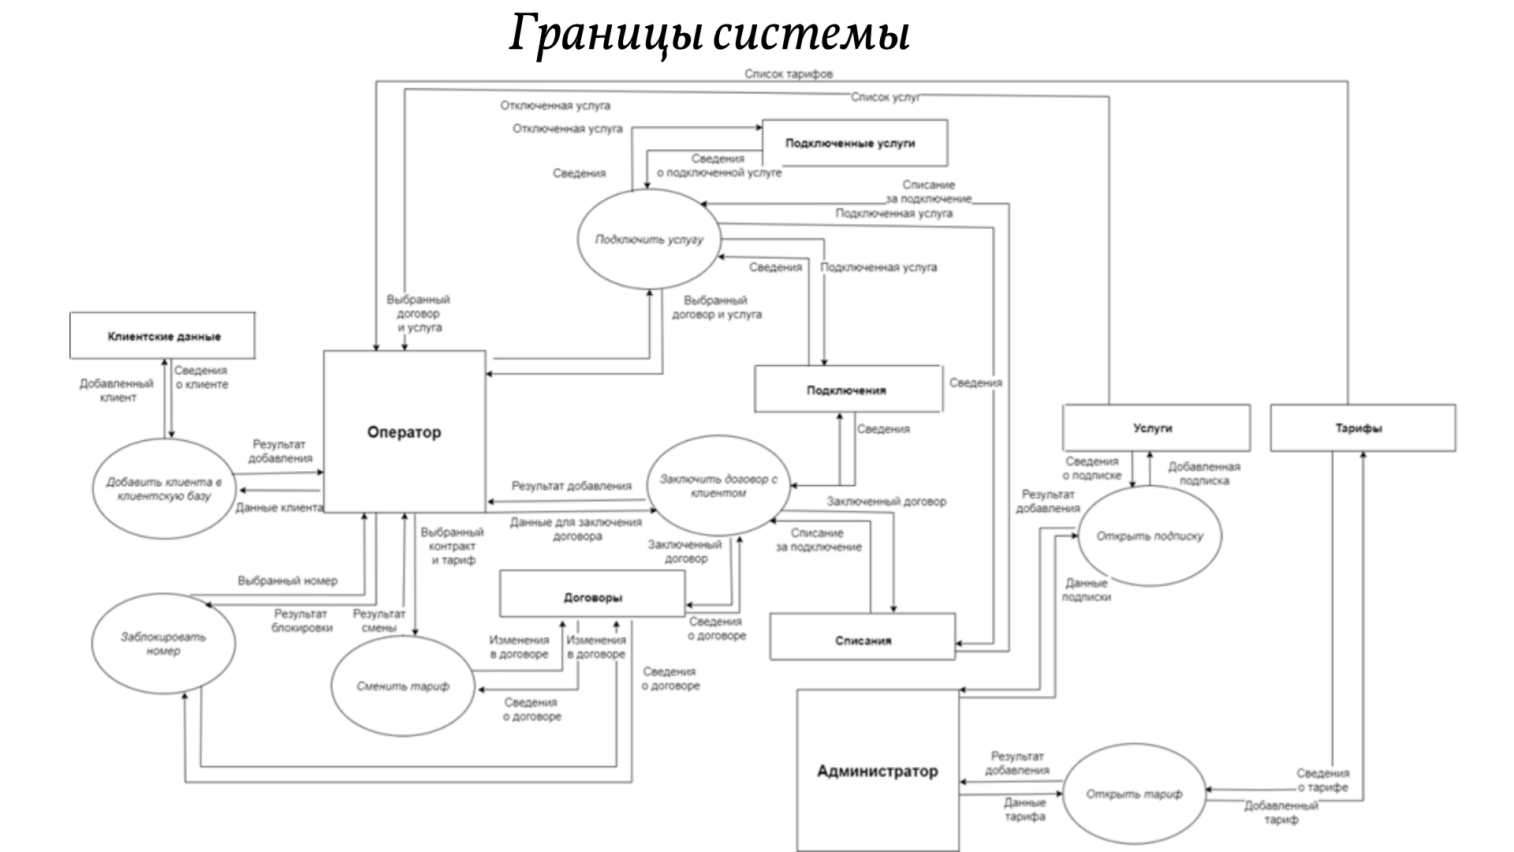 Границы системы
Список тарифов
Список услуг
Отключенная услуга
Отключенная услуга
Подключенные услуги
Сведения
о подключенной услуге
Сведения
Списание
за подключение
Подключенная услуга
Подключить услугу
Сведения
Подключенная услуга
Выбранный
договор
и услуга
Выбранный
договор и услуга
Клиентские данные
Добавленный
клиент
Сведения
о клиенте
Подключения
Сведения
Оператор
Сведения
Услуги
Тарифы
Результат
добавления
Добавить клиента в
клиентскую базу
Данные клиента
Заключить договор с
клиентом
Результат добавления
Данные для заключения
договора
Заключенный договор
Сведения
о подписке
Добавленная
подписка
Результат
добавления
Открыть подписку
Данные
подписки
Выбранный
контракт
и тариф
Заключенный
договор
Списание
за подключение
Выбранный номер
Результат
блокировки
Результат
смены
Договоры
Сведения
о договоре
Заблокировать
номер
Изменения
в договоре
Изменения
в договоре
Списания
Сменить тариф
Сведения
о договоре
Сведения
о договоре
Администратор
Результат
добавления
Данные
тарифа
Открыть тариф
Сведения
о тарифе
Добавленный
тариф